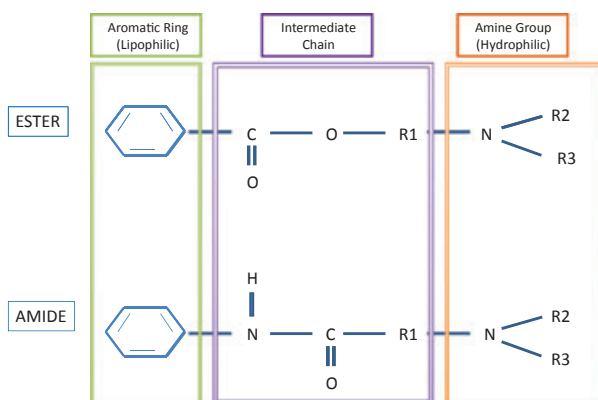 Aromatic Ring
(Lipophilic)
Intermediate
Chain
Amine Group
(Hydrophilic)
ESTER
C O R1 N R2
R3
O
H
AMIDE
N C R1 N R2
R3
O